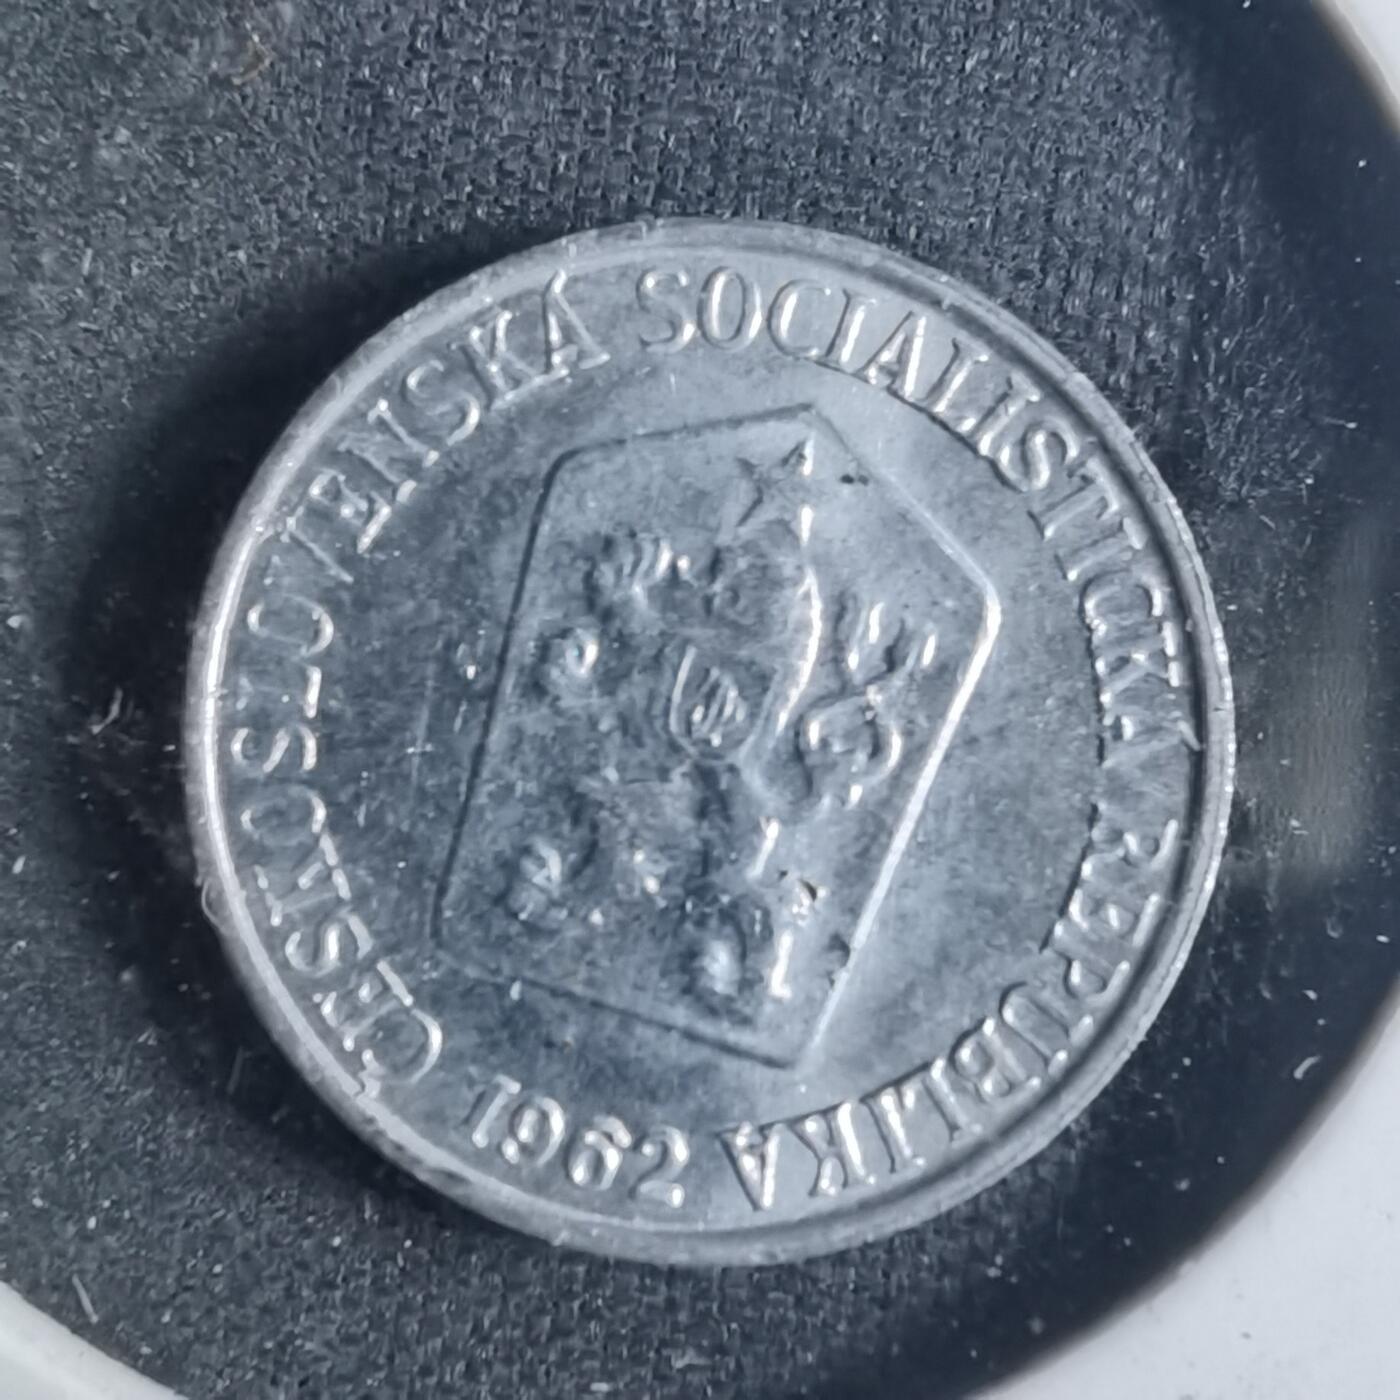 ČESKOSLOVENSKÁ SOCIALISTICKÁ REPUBLIKA
1962